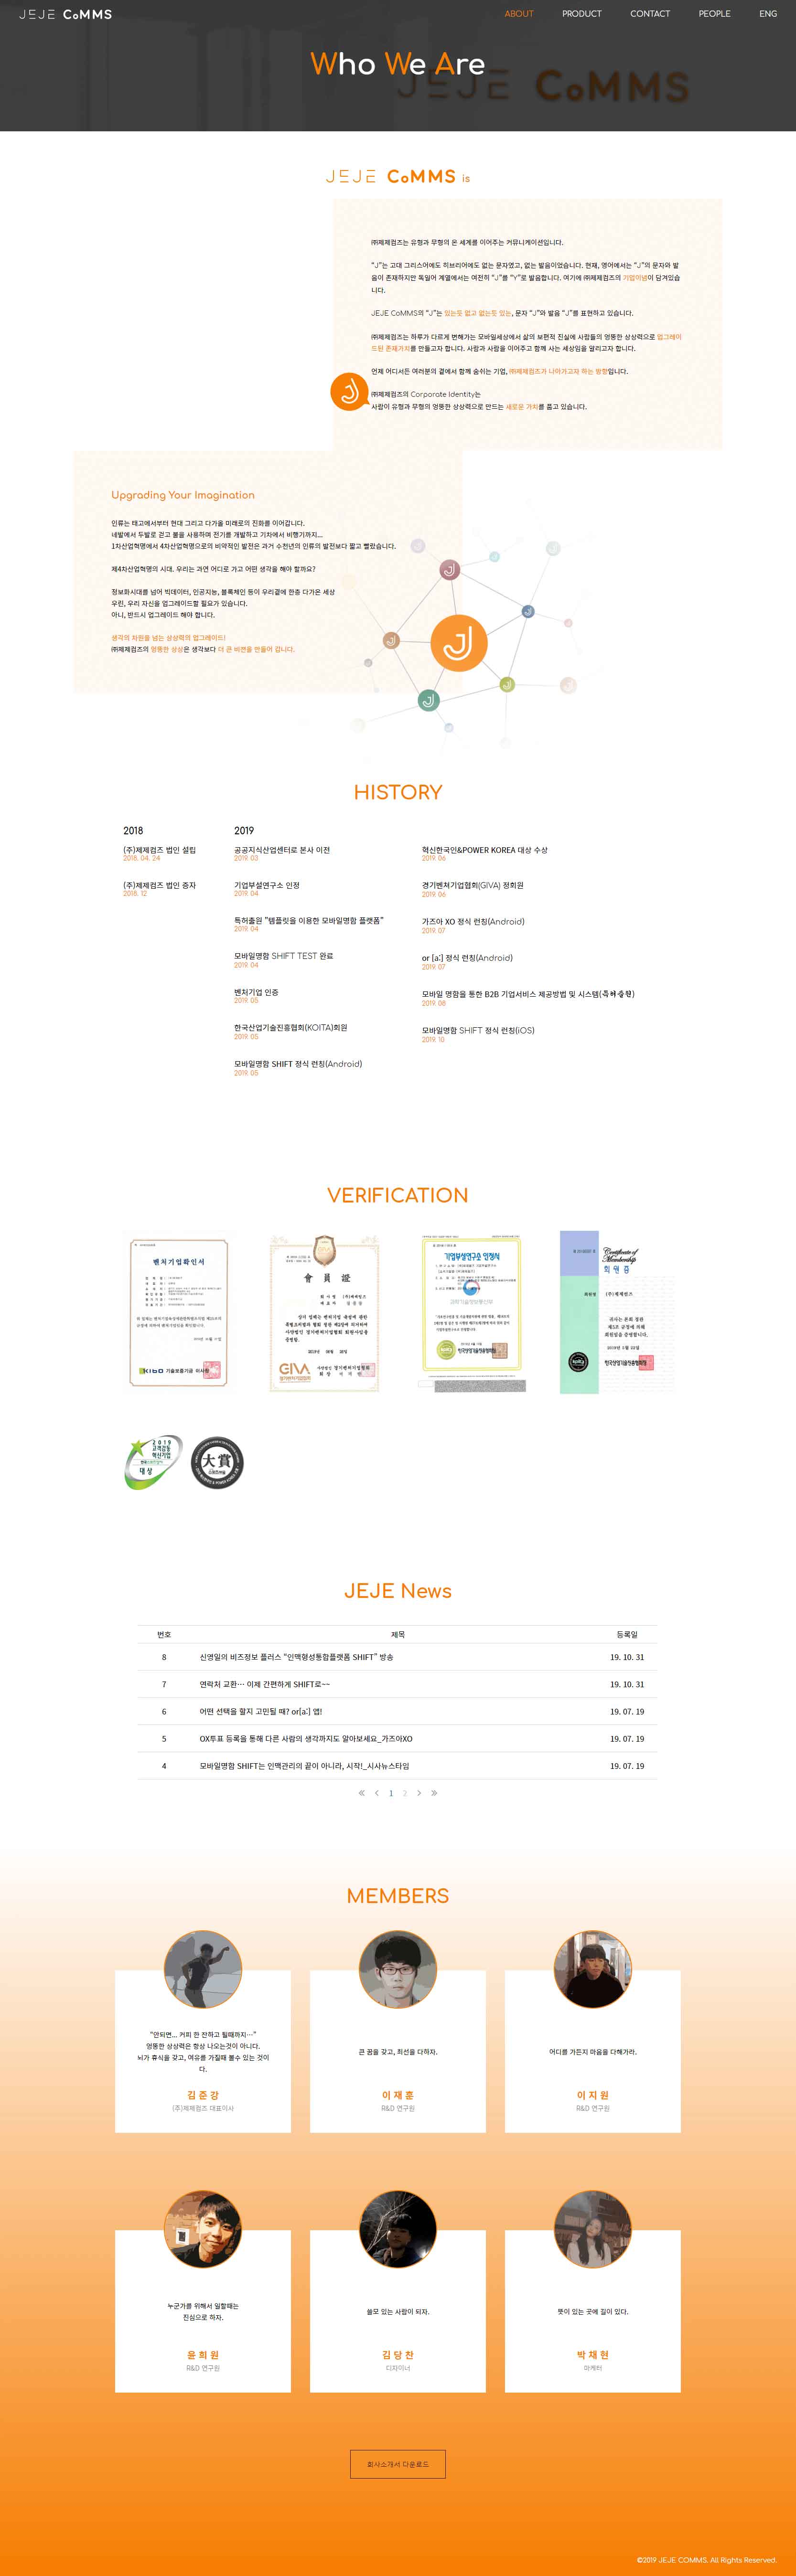 JEJE CoMMS
ABOUT
PRODUCT
CONTACT
PEOPLE
ENG
Who We Are
JEJE CoMMS
JEJE CoMMS is
㈜제제컴즈는 유형과 무형의 온 세계를 이어주는 커뮤니케이션입니다.
“J”는 고대 그리스어에도 히브리어에도 없는 문자였고, 없는 발음이었습니다. 현재, 영어에서는 “J”의 문자와 발
음이 존재하지만 독일어 계열에서는 여전히 “J”를 “Y”로 발음합니다. 여기에 ㈜제제컴즈의 기업이념이 담겨있습
니다.
JEJE CoMMS의 “J”는 있는듯 없고 없는듯 있는, 문자 “J”와 발음 “J”를 표현하고 있습니다.
㈜제제컴즈는 하루가 다르게 변해가는 모바일세상에서 삶의 보편적 진실에 사람들의 엉뚱한 상상력으로 업그레이
드된 존재가치를 만들고자 합니다. 사람과 사람을 이어주고 함께 사는 세상임을 알리고자 합니다.
언제 어디서든 여러분의 곁에서 함께 숨쉬는 기업, ㈜제제컴즈가 나아가고자 하는 방향입니다.
㈜제제컴즈의 Corporate Identity는
사람이 유형과 무형의 엉뚱한 상상력으로 만드는 새로운 가치를 품고 있습니다.
Upgrading Your Imagination
인류는 태고에서부터 현대 그리고 다가올 미래로의 진화를 이어갑니다.
네발에서 두발로 걷고 불을 사용하며 전기를 개발하고 기차에서 비행기까지...
1차산업혁명에서 4차산업혁명으로의 비약적인 발전은 과거 수천년의 인류의 발전보다 짧고 빨랐습니다.
제4차산업혁명의 시대. 우리는 과연 어디로 가고 어떤 생각을 해야 할까요?
정보화시대를 넘어 빅데이터, 인공지능, 블록체인 등이 우리곁에 한층 다가온 세상
우린, 우리 자신을 업그레이드할 필요가 있습니다.
아니, 반드시 업그레이드 해야 합니다.
생각의 차원을 넘는 상상력의 업그레이드!
㈜제제컴즈의 엉뚱한 상상은 생각보다 더 큰 비젼을 만들어 갑니다.
HISTORY
2018
(주)제제컴즈 법인 설립
2018. 04. 24
(주)제제컴즈 법인 증자
2018. 12
2019
공공지식산업센터로 본사 이전
2019. 03
기업부설연구소 인정
2019. 04
특허출원 "템플릿을 이용한 모바일명함 플랫폼"
2019. 04
모바일명함 SHIFT TEST 완료
2019. 04
벤처기업 인증
2019. 05
한국산업기술진흥협회(KOITA)회원
2019. 05
모바일명함 SHIFT 정식 런칭(Android)
2019. 05
혁신한국인&POWER KOREA 대상 수상
2019. 06
경기벤처기업협회(GIVA) 정회원
2019. 06
가즈아 XO 정식 런칭(Android)
2019. 07
or [a:] 정식 런칭(Android)
2019. 07
모바일 명함을 통한 B2B 기업서비스 제공방법 및 시스템(특허출원)
2019. 08
모바일명함 SHIFT 정식 런칭(iOS)
2019. 10
VERIFICATION
벤처기업확인서
KIBO 기술보증기금 이사장
會員證
GIVA
기업부설연구소 인정서
Certificate of
Membership
회원증
2019
고객감동
혁신기업
대상
大賞
JEJE News
번호
제목
등록일
8
신영일의 비즈정보 플러스 “인맥형성통합플랫폼 SHIFT” 방송
19. 10. 31
7
연락처 교환… 이제 간편하게 SHIFT로~~
19. 10. 31
6
어떤 선택을 할지 고민될 때? or[a:] 앱!
19. 07. 19
5
OX투표 등록을 통해 다른 사람의 생각까지도 알아보세요_가즈아XO
19. 07. 19
4
모바일명함 SHIFT는 인맥관리의 끝이 아니라, 시작!_시사뉴스타임
19. 07. 19
1
2
MEMBERS
“안되면... 커피 한 잔하고 될때까지…”
엉뚱한 상상력은 항상 나오는것이 아니다.
뇌가 휴식을 갖고, 여유를 가질때 볼수 있는 것이
다.
김 준 강
(주)제제컴즈 대표이사
큰 꿈을 갖고, 최선을 다하자.
이 재 훈
R&D 연구원
어디를 가든지 마음을 다해가라.
이 지 원
R&D 연구원
누군가를 위해서 일할때는
진심으로 하자.
윤 희 원
R&D 연구원
쓸모 있는 사람이 되자.
김 당 찬
디자이너
뜻이 있는 곳에 길이 있다.
박 채 현
마케터
회사소개서 다운로드
©2019 JEJE COMMS. All Rights Reserved.